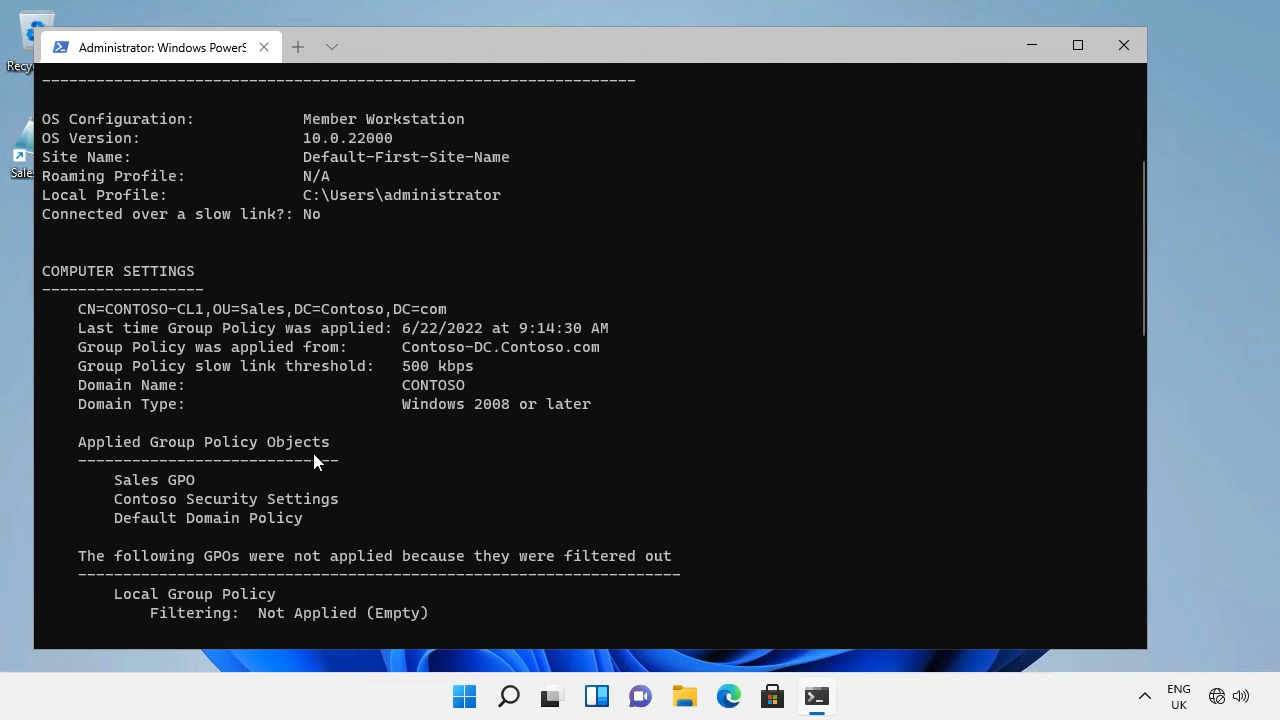 Administrator: Windows PowerS
-----------------------------------------------------------------
OS Configuration: Member Workstation
OS Version: 10.0.22000
Site Name: Default-First-Site-Name
Roaming Profile: N/A
Local Profile: C:\Users\administrator
Connected over a slow link?: No
COMPUTER SETTINGS
------------------
CN=CONTOSO-CL1,OU=Sales,DC=Contoso,DC=com
Last time Group Policy was applied: 6/22/2022 at 9:14:30 AM
Group Policy was applied from: Contoso-DC.Contoso.com
Group Policy slow link threshold: 500 kbps
Domain Name: CONTOSO
Domain Type: Windows 2008 or later
Applied Group Policy Objects
-----------------------------
Sales GPO
Contoso Security Settings
Default Domain Policy
The following GPOs were not applied because they were filtered out
-------------------------------------------------------------------
Local Group Policy
Filtering: Not Applied (Empty)
Recy
Sale
ENG
UK